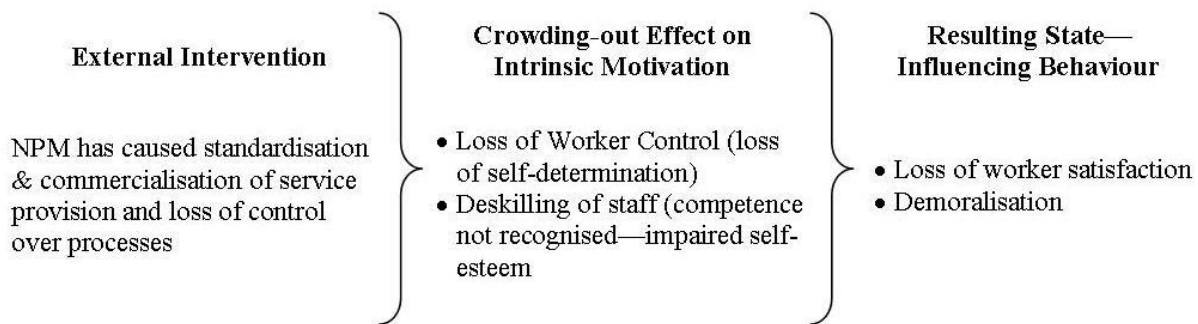 External Intervention
NPM has caused standardisation
& commercialisation of service
provision and loss of control
over processes
Crowding-out Effect on
Intrinsic Motivation
• Loss of Worker Control (loss
of self-determination)
• Deskilling of staff (competence
not recognised—impaired self-
esteem
Resulting State—
Influencing Behaviour
• Loss of worker satisfaction
• Demoralisation